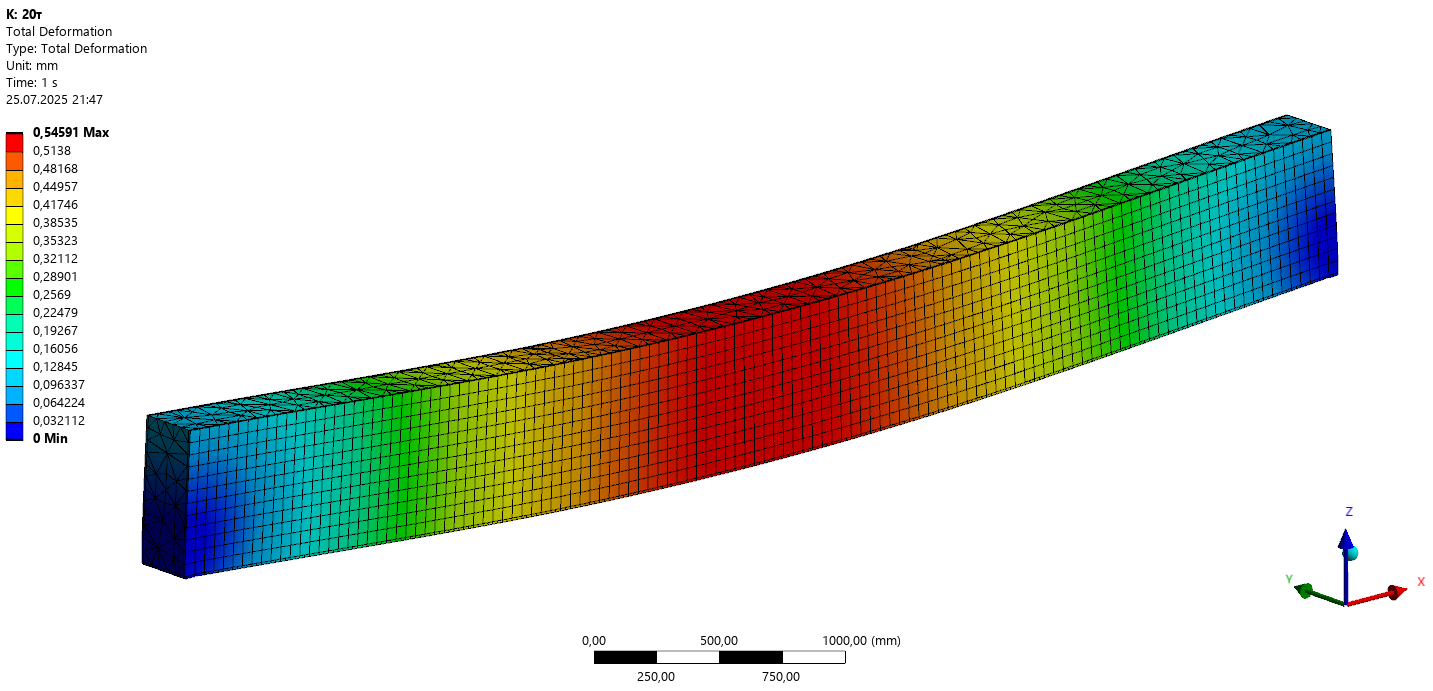 K: 20т
Total Deformation
Type: Total Deformation
Unit: mm
Time: 1 s
25.07.2025 21:47
0,54591 Max
0,5138
0,48168
0,44957
0,41746
0,38535
0,35323
0,32112
0,28901
0,2569
0,22479
0,19267
0,16056
0,12845
0,096337
0,064224
0,032112
0 Min
Z
Y
X
0,00 500,00 1000,00 (mm)
250,00 750,00